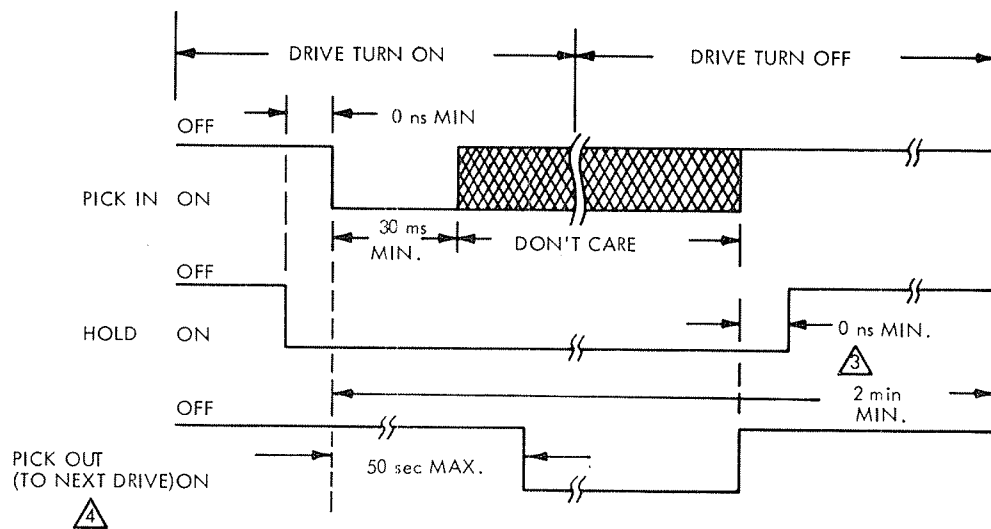 DRIVE TURN ON
DRIVE TURN OFF
0 ns MIN
OFF
PICK IN ON
30 ms
MIN.
DON'T CARE
OFF
HOLD ON
0 ns MIN.
3
OFF
2 min
MIN.
50 sec MAX.
PICK OUT
(TO NEXT DRIVE) ON
4